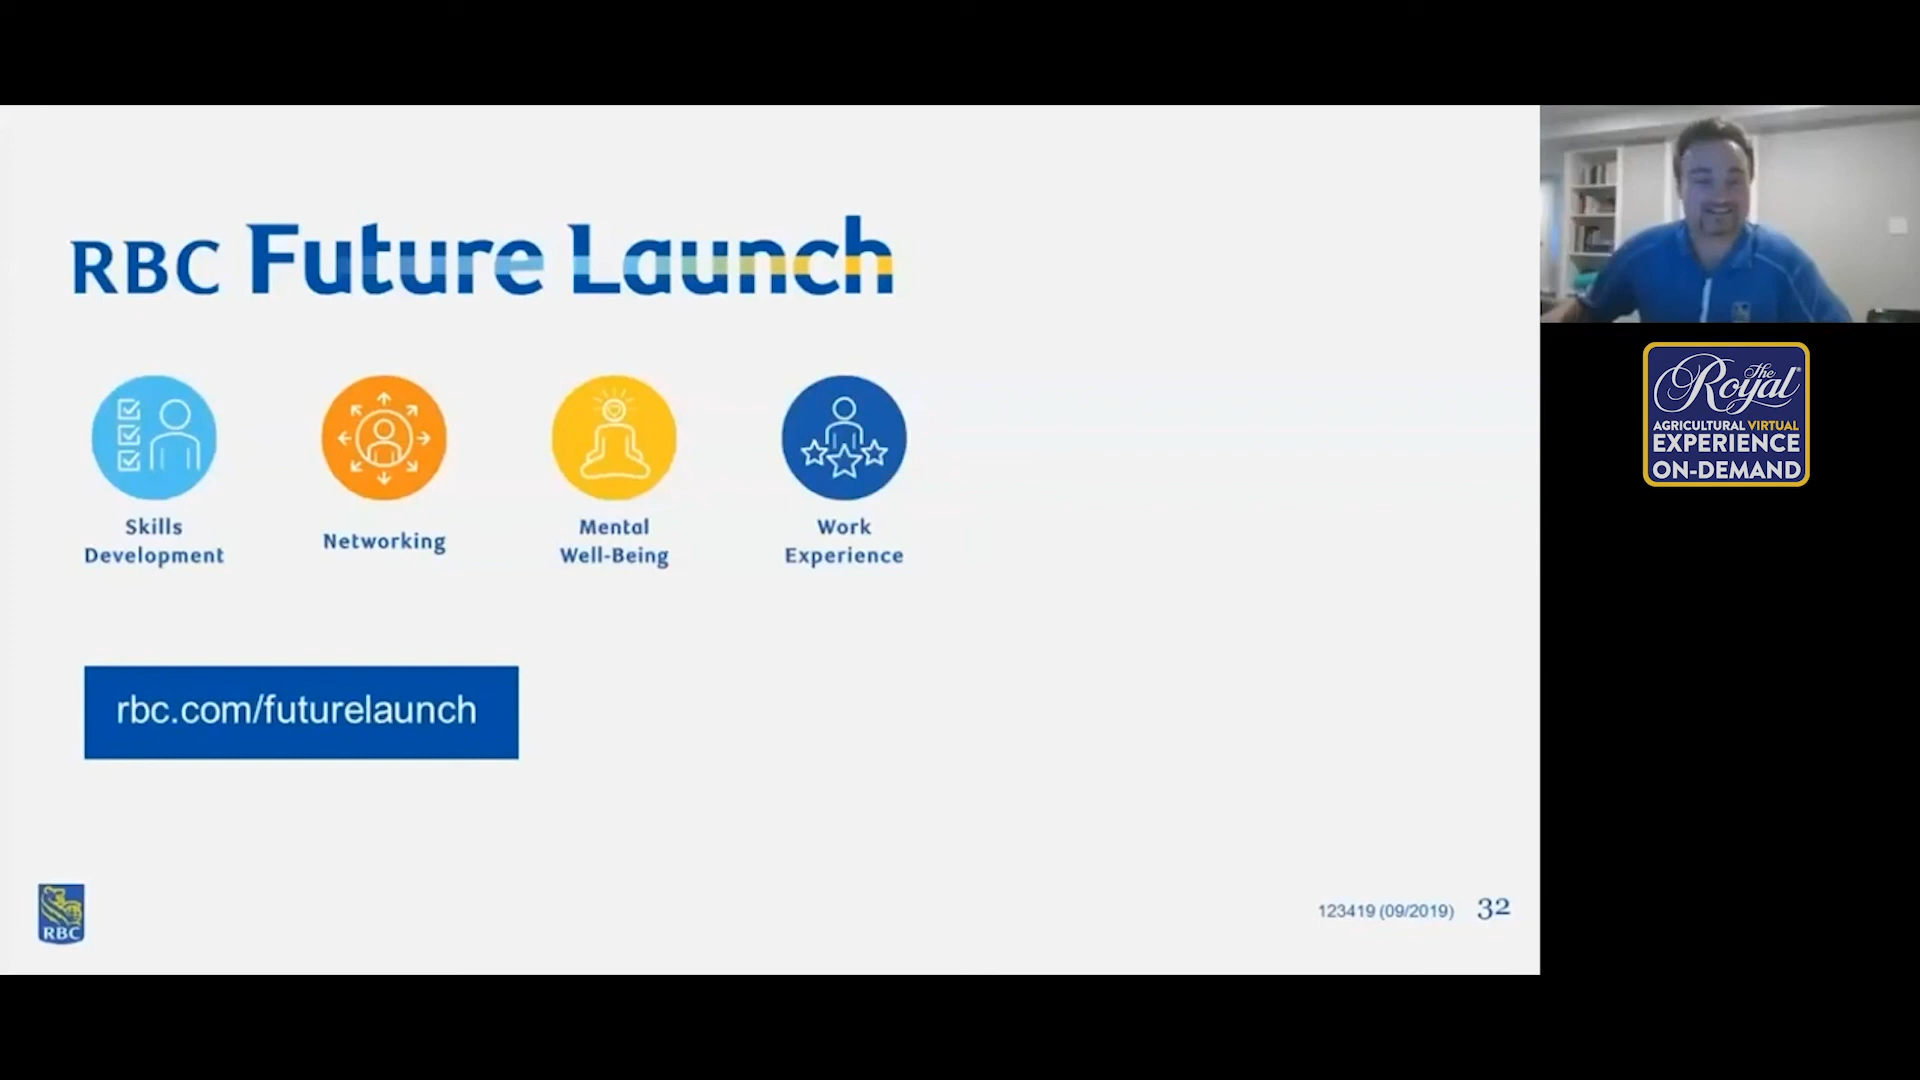 RBC Future Launch
Skills
Development
Networking
Mental
Well-Being
Work
Experience
rbc.com/futurelaunch
RBC
123419 (09/2019) 32
The
Royal
AGRICULTURAL VIRTUAL
EXPERIENCE
ON-DEMAND